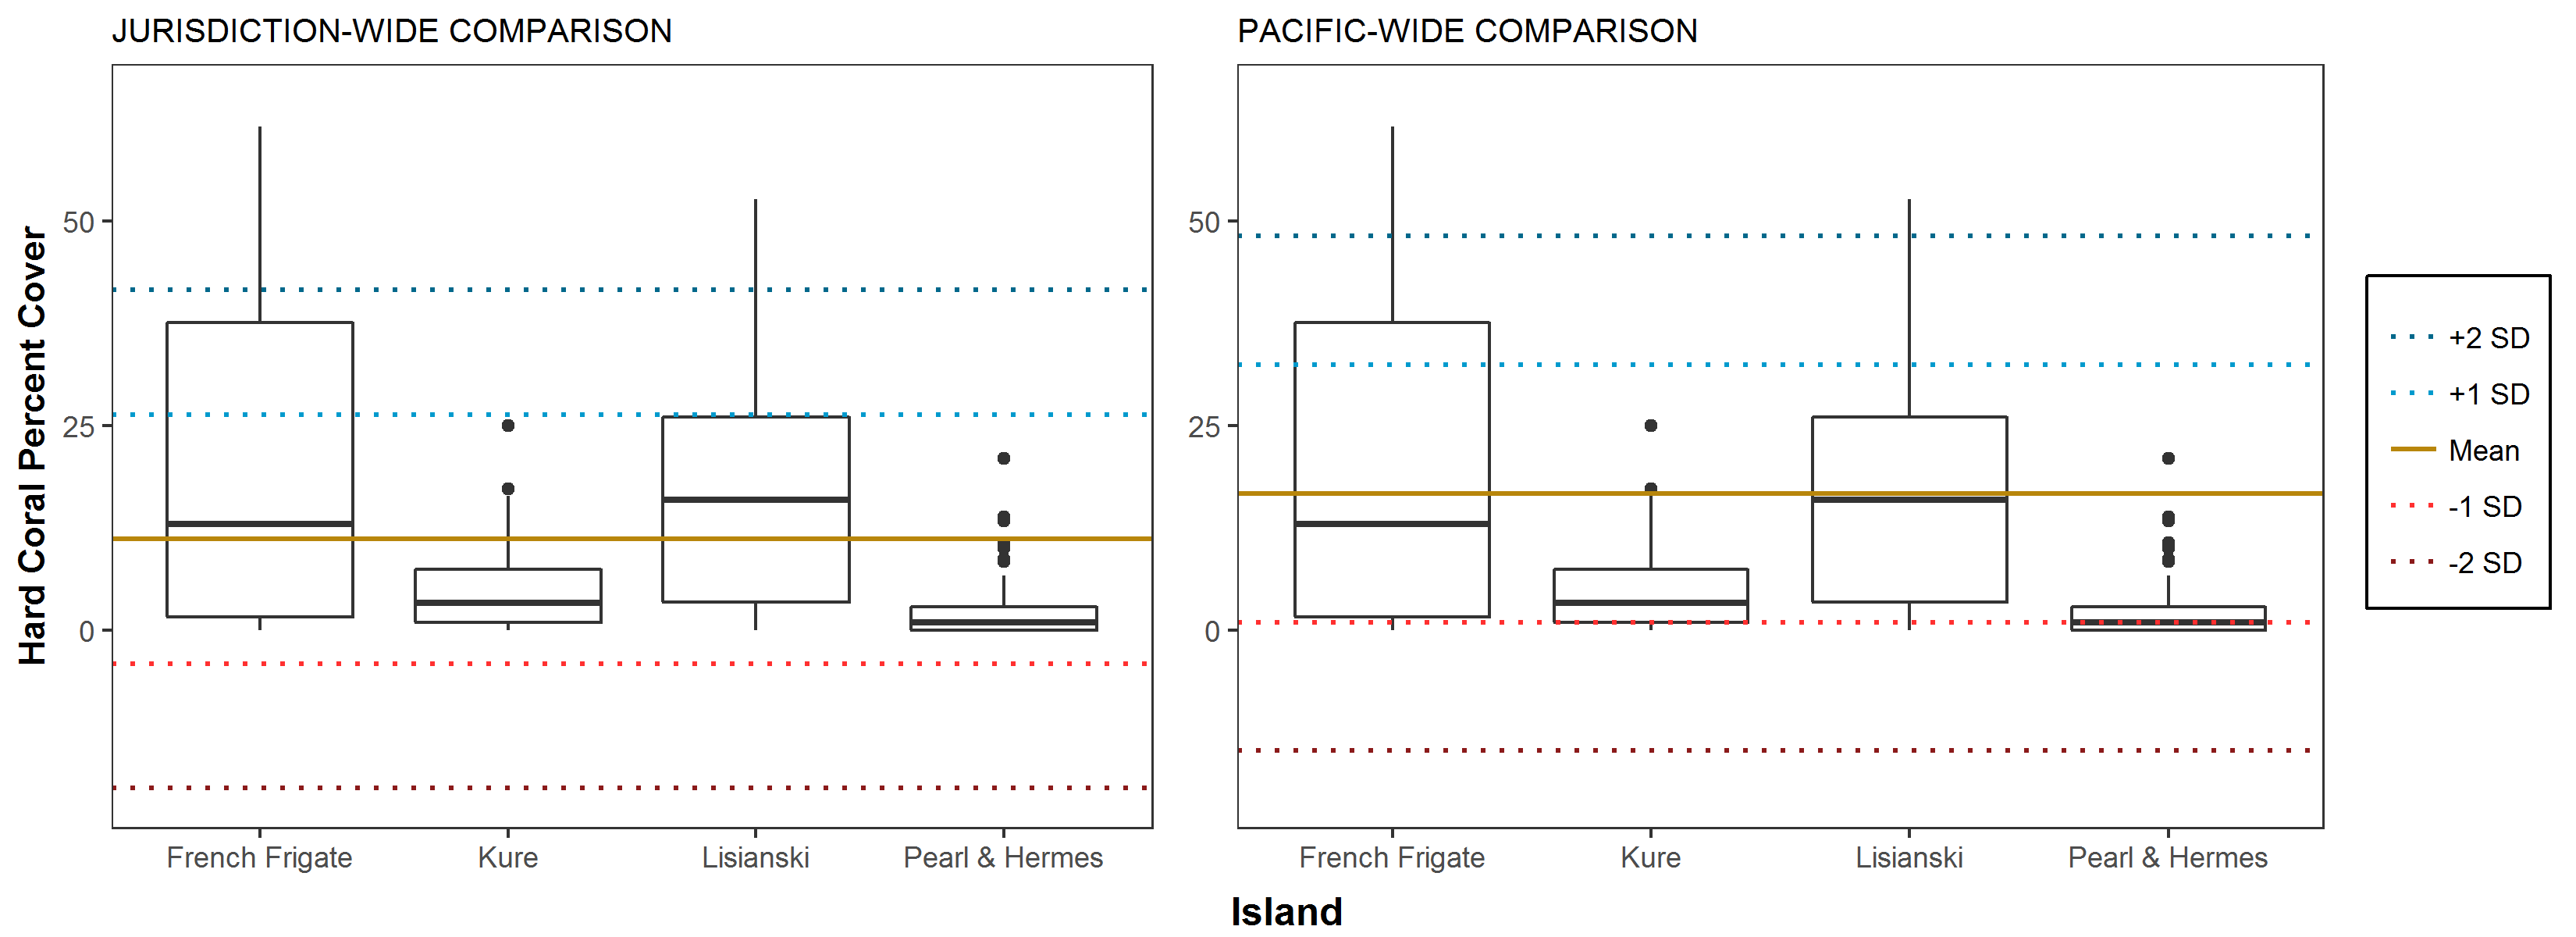 JURISDICTION-WIDE COMPARISON
PACIFIC-WIDE COMPARISON
Hard Coral Percent Cover
50
25
0
50
25
0
French Frigate
Kure
Lisianski
Pearl & Hermes
French Frigate
Kure
Lisianski
Pearl & Hermes
Island
+2 SD
+1 SD
Mean
-1 SD
-2 SD